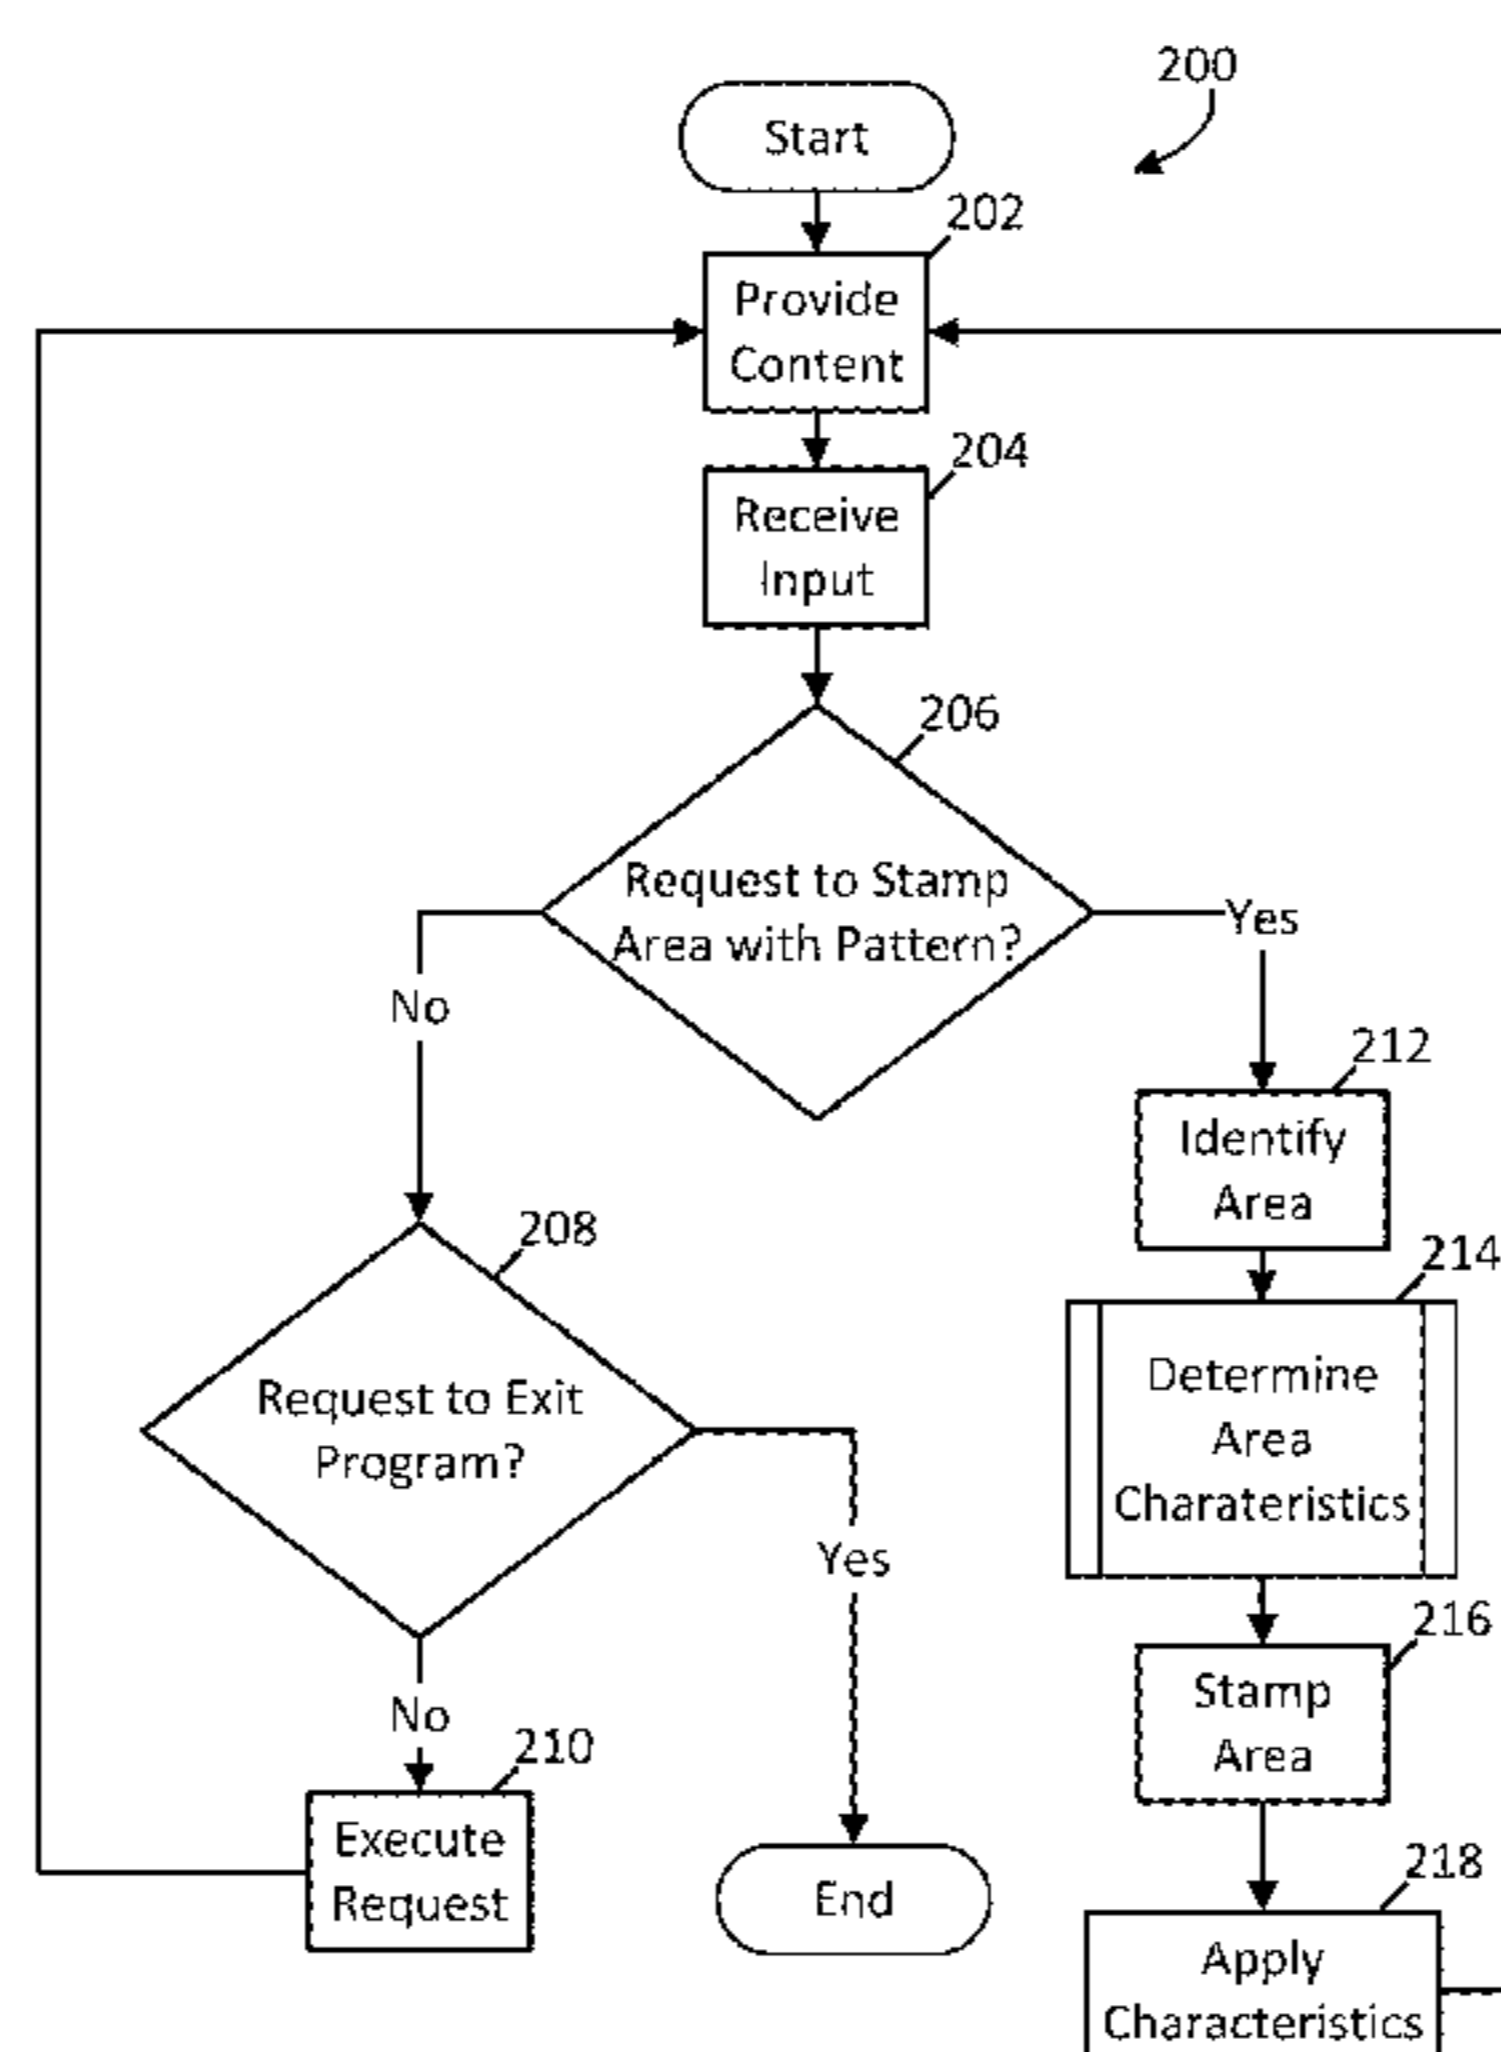 200
Start
202
Provide
Content
204
Receive
Input
206
Request to Stamp
Area with Pattern?
Yes
No
212
Identify
Area
208
Request to Exit
Program?
214
Determine
Area
Charateristics
Yes
216
Stamp
Area
No
210
Execute
Request
End
218
Apply
Characteristics